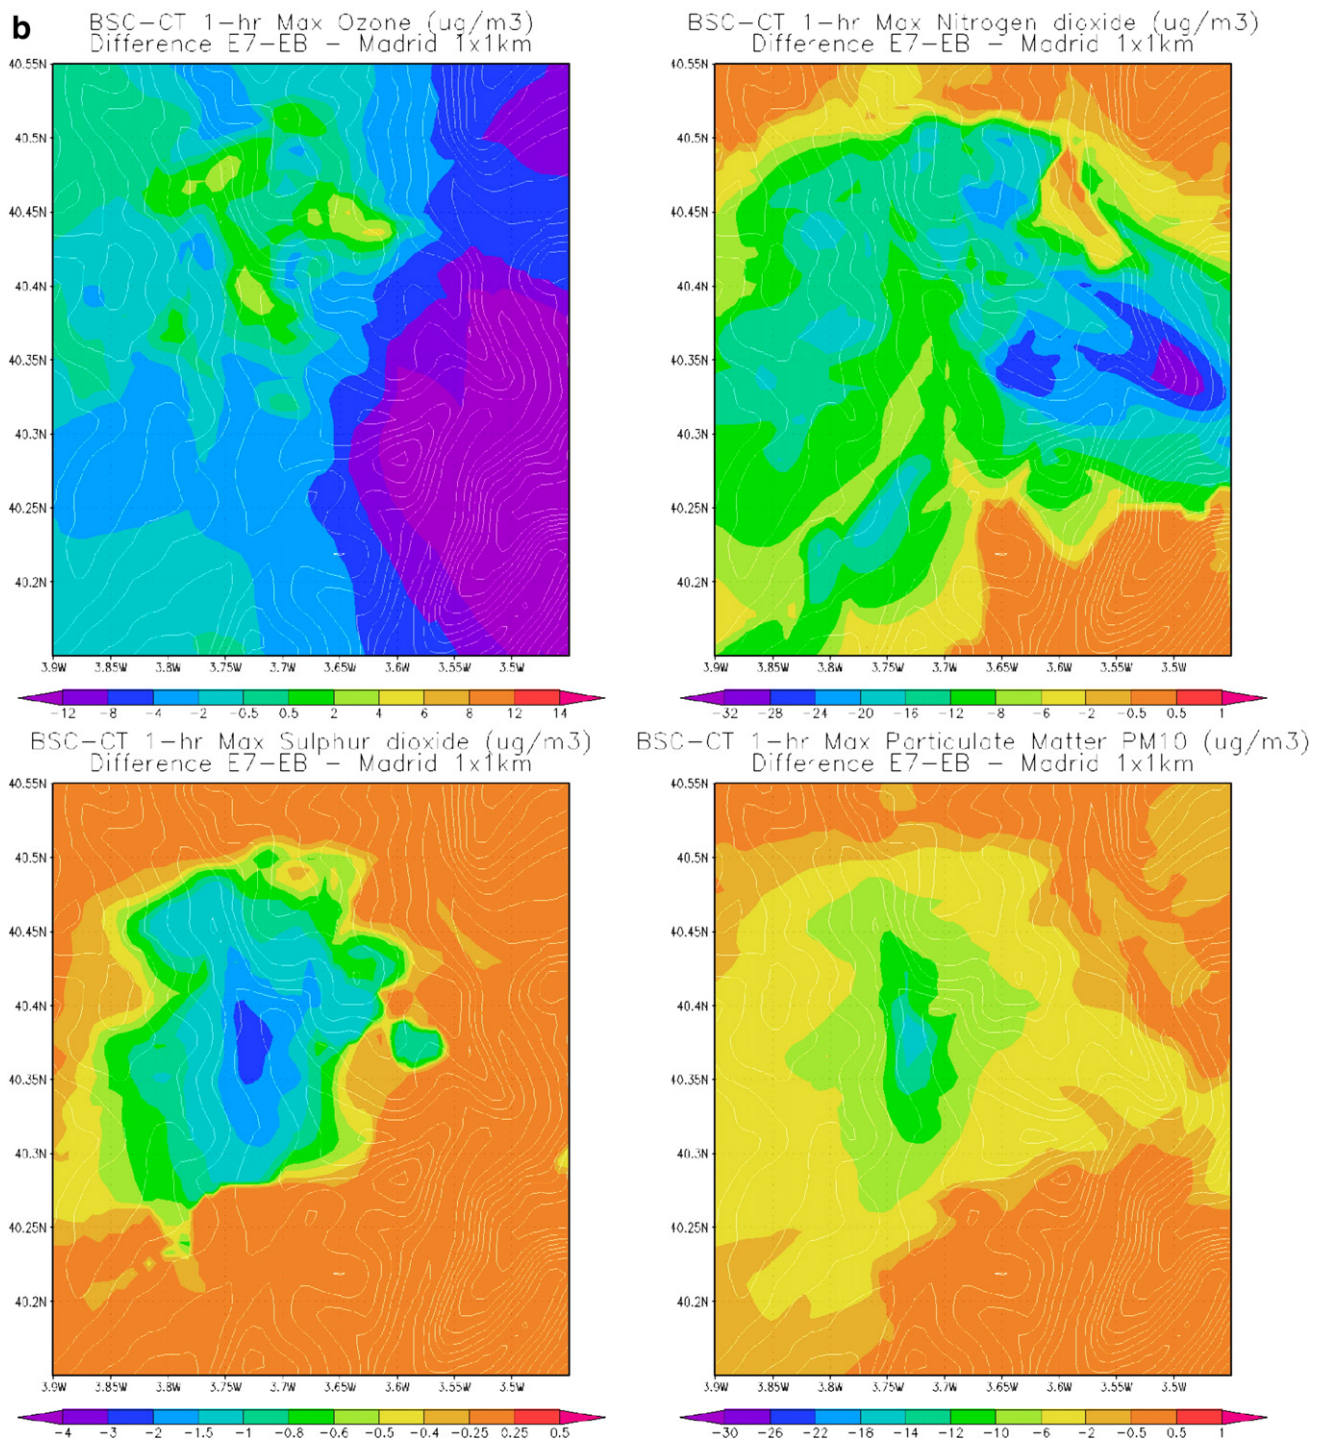 b
BSC-CT 1-hr Max Ozone (ug/m3)
Difference E7-EB - Madrid 1x1km
40.55N
40.5N
40.45N
40.4N
40.35N
40.3N
40.25N
40.2N
3.9W 3.85W 3.8W 3.75W 3.7W 3.65W 3.6W 3.55W 3.5W
-12 -8 -4 -2 -0.5 0.5 2 4 6 8 12 14
BSC-CT 1-hr Max Nitrogen dioxide (ug/m3)
Difference E7-EB - Madrid 1x1km
40.55N
40.5N
40.45N
40.4N
40.35N
40.3N
40.25N
40.2N
3.9W 3.85W 3.8W 3.75W 3.7W 3.65W 3.6W 3.55W 3.5W
-32 -28 -24 -20 -16 -12 -8 -6 -2 -0.5 0.5 1
BSC-CT 1-hr Max Sulphur dioxide (ug/m3)
Difference E7-EB - Madrid 1x1km
40.55N
40.5N
40.45N
40.4N
40.35N
40.3N
40.25N
40.2N
3.9W 3.85W 3.8W 3.75W 3.7W 3.65W 3.6W 3.55W 3.5W
-4 -3 -2 -1.5 -1 -0.8 -0.6 -0.5 -0.4 -0.25 0.25 0.5
BSC-CT 1-hr Max Particulate Matter PM10 (ug/m3)
Difference E7-EB - Madrid 1x1km
40.55N
40.5N
40.45N
40.4N
40.35N
40.3N
40.25N
40.2N
3.9W 3.85W 3.8W 3.75W 3.7W 3.65W 3.6W 3.55W 3.5W
-30 -26 -22 -18 -14 -12 -10 -6 -2 -0.5 0.5 1